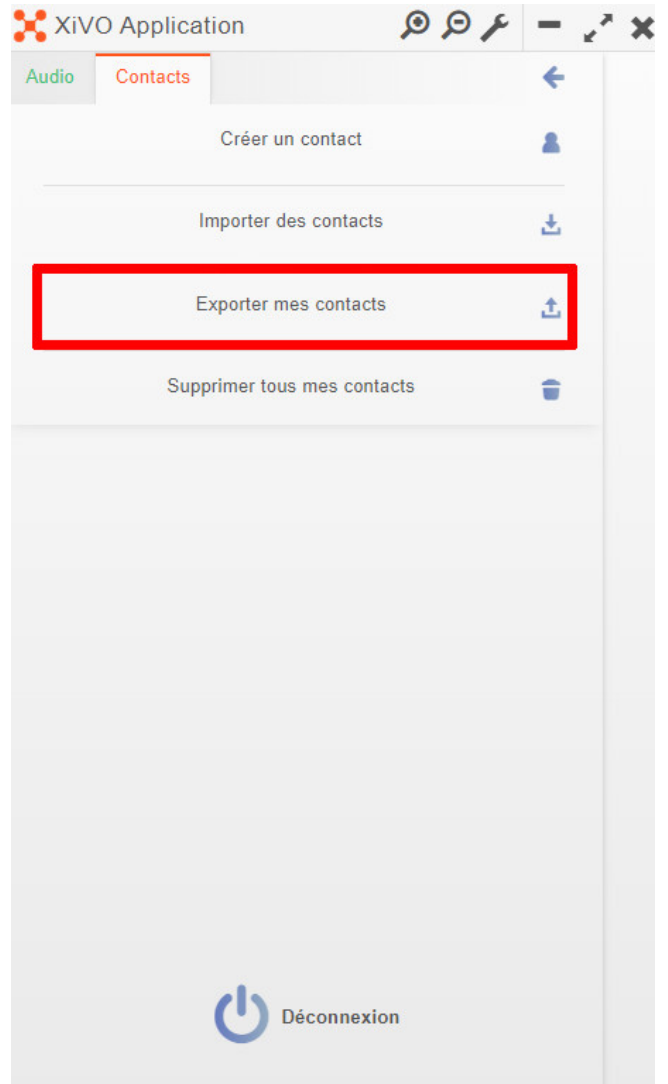 XiVO Application
Audio Contacts
Créer un contact
Importer des contacts
Exporter mes contacts
Supprimer tous mes contacts
Déconnexion